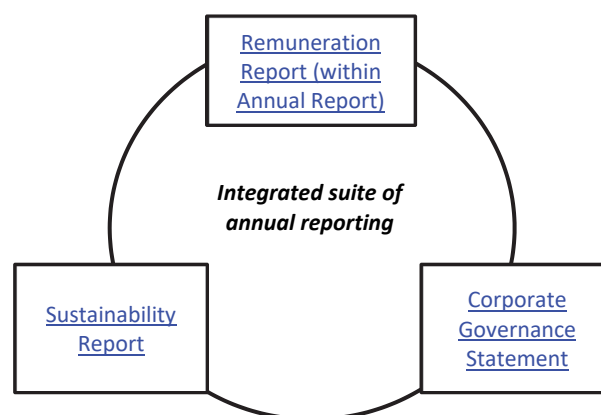 Remuneration
Report (within
Annual Report)
Integrated suite of
annual reporting
Sustainability
Report
Corporate
Governance
Statement